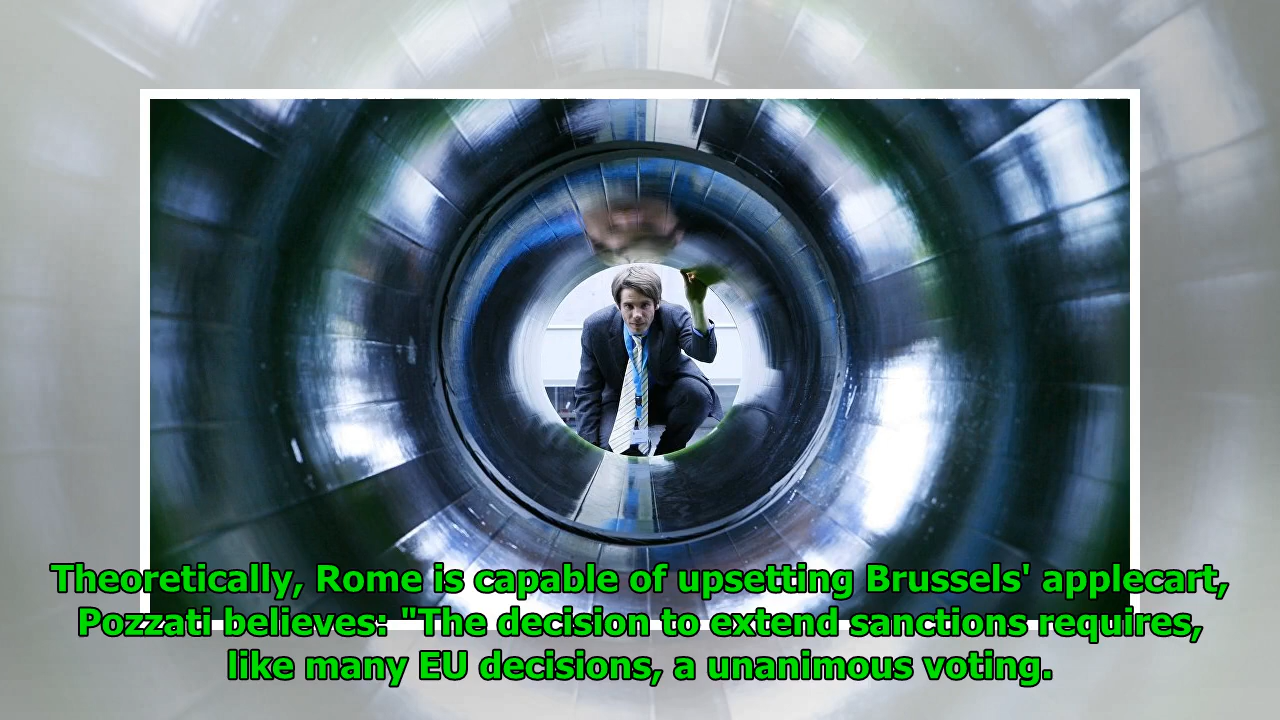 Theoretically, Rome is capable of upsetting Brussels' applecart,
Pozzati believes: "The decision to extend sanctions requires,
like many EU decisions, a unanimous voting.